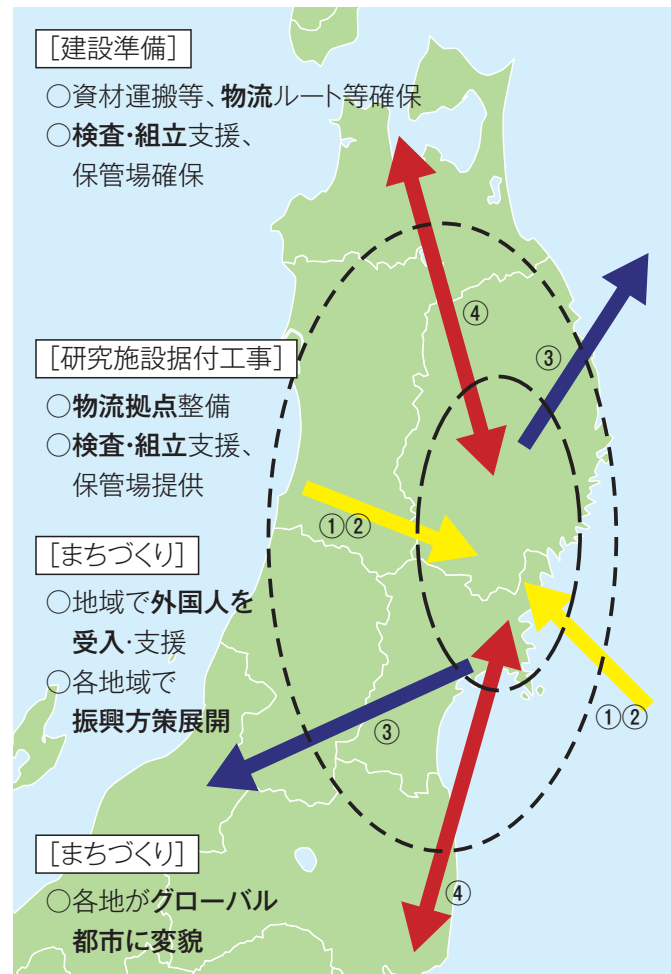 [建設準備]
○資材運搬等、物流ルート等確保
○検査・組立支援、
保管場確保
④
③
[研究施設据付工事]
○物流拠点整備
○検査・組立支援、
保管場提供
①②
[まちづくり]
○地域で外国人を
受入・支援
○各地域で
振興方策展開
①②
③
[まちづくり]
○各地がグローバル
都市に変貌
④